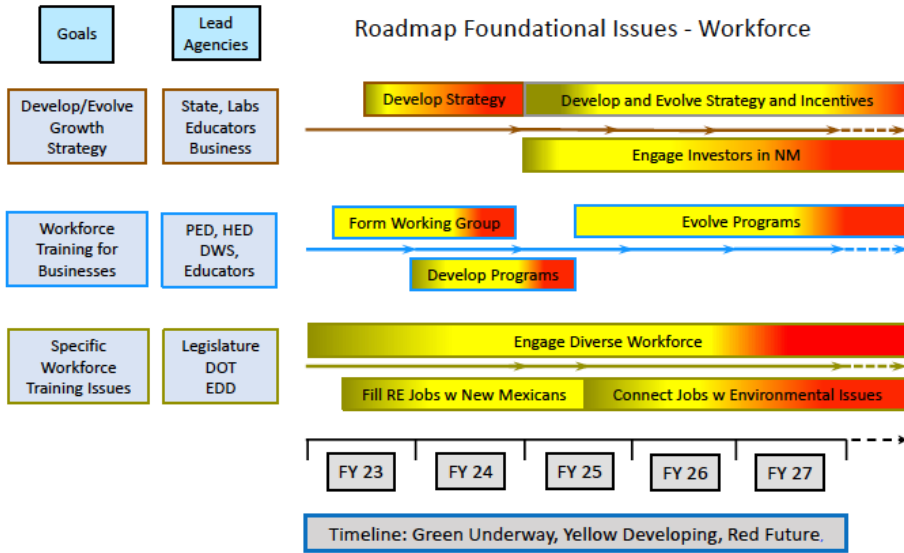 Goals
Lead
Agencies
Roadmap Foundational Issues - Workforce
Develop/Evolve
Growth
Strategy
State, Labs
Educators
Business
Develop Strategy
Develop and Evolve Strategy and Incentives
Engage Investors in NM
Workforce
Training for
Businesses
PED, HED
DWS,
Educators
Form Working Group
Evolve Programs
Develop Programs
Specific
Workforce
Training Issues
Legislature
DOT
EDD
Engage Diverse Workforce
Fill RE Jobs w New Mexicans
Connect Jobs w Environmental Issues
FY 23
FY 24
FY 25
FY 26
FY 27
Timeline: Green Underway, Yellow Developing, Red Future.